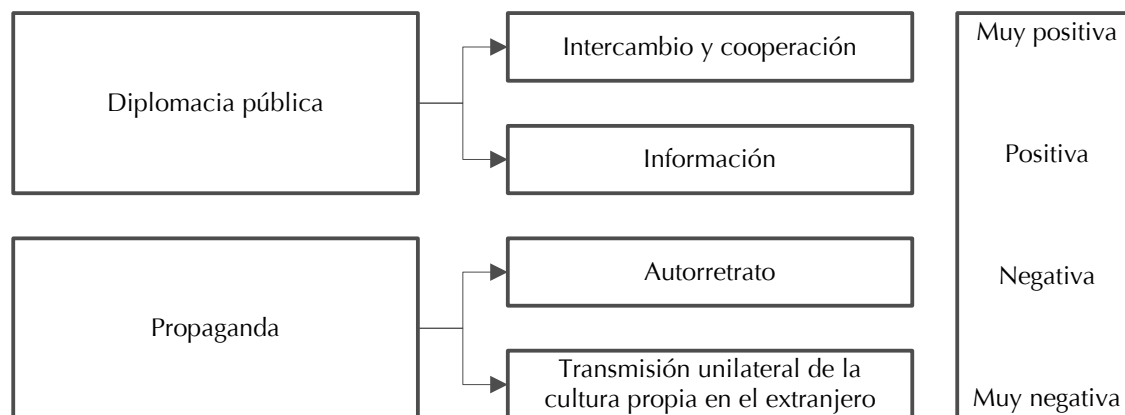 Diplomacia pública
Intercambio y cooperación
Información
Propaganda
Autorretrato
Transmisión unilateral de la
cultura propia en el extranjero
Muy positiva
Positiva
Negativa
Muy negativa